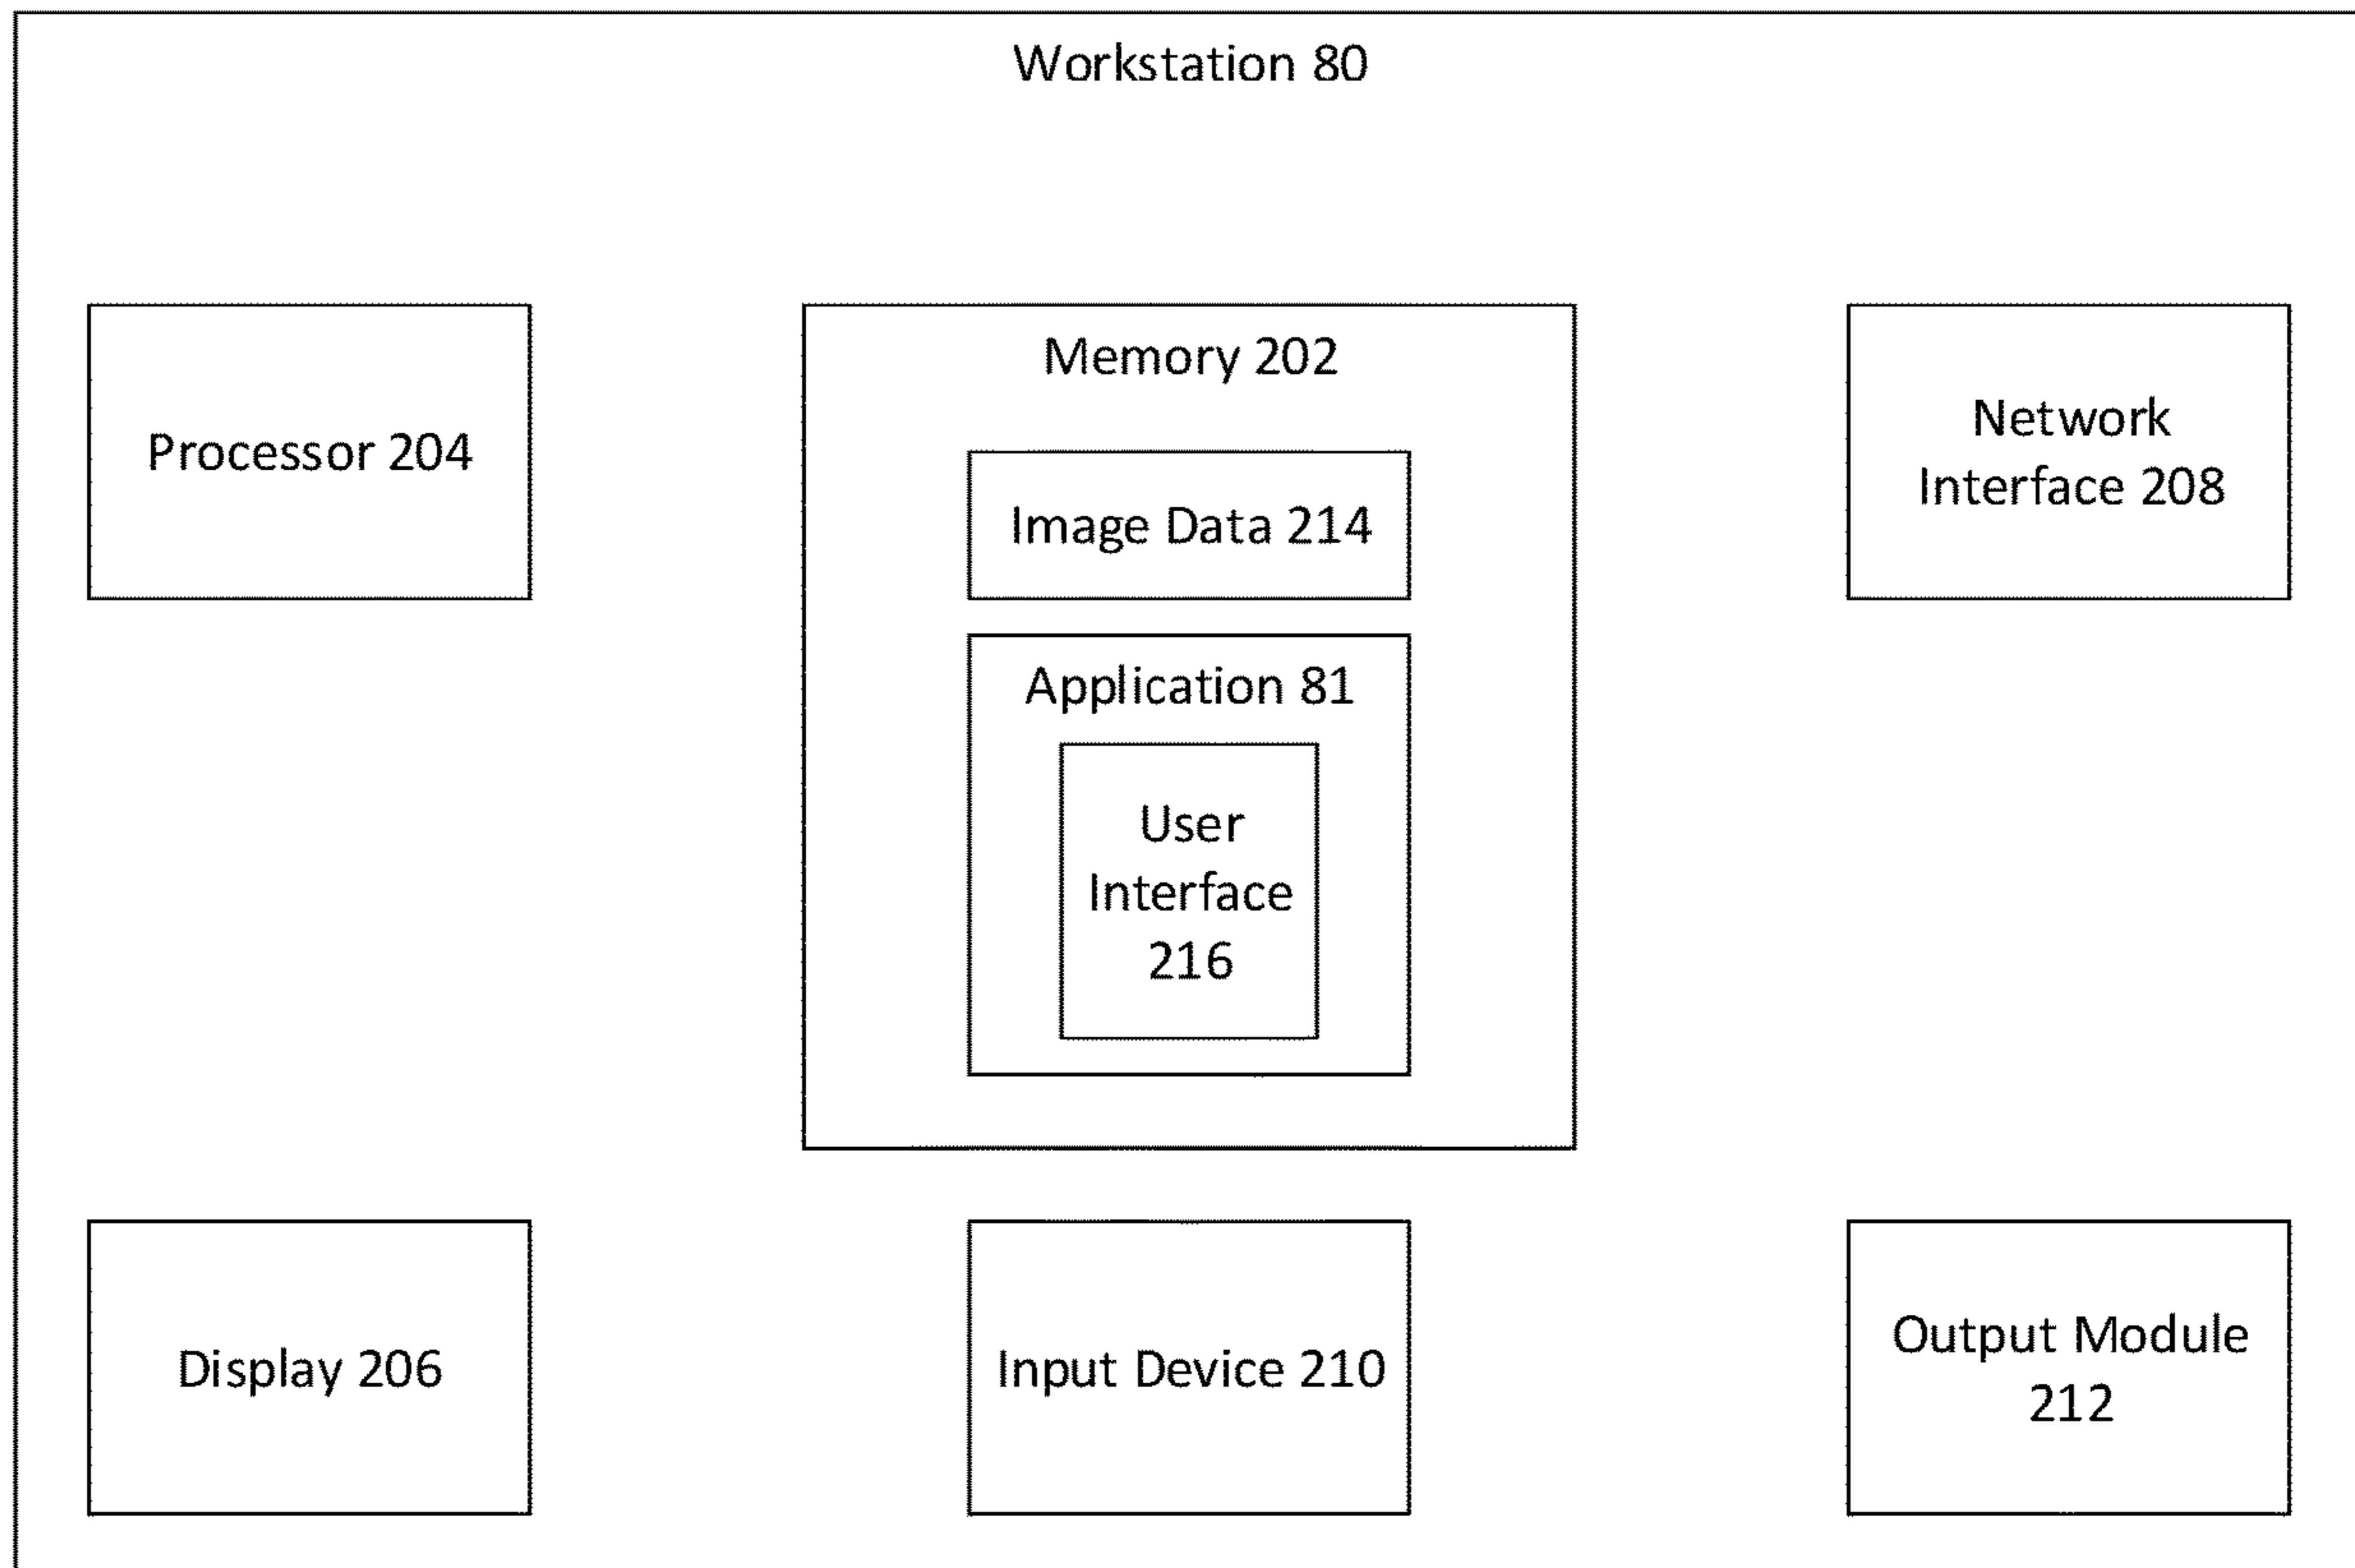 Workstation 80
Processor 204
Memory 202
Image Data 214
Application 81
User
Interface
216
Network
Interface 208
Display 206
Input Device 210
Output Module
212